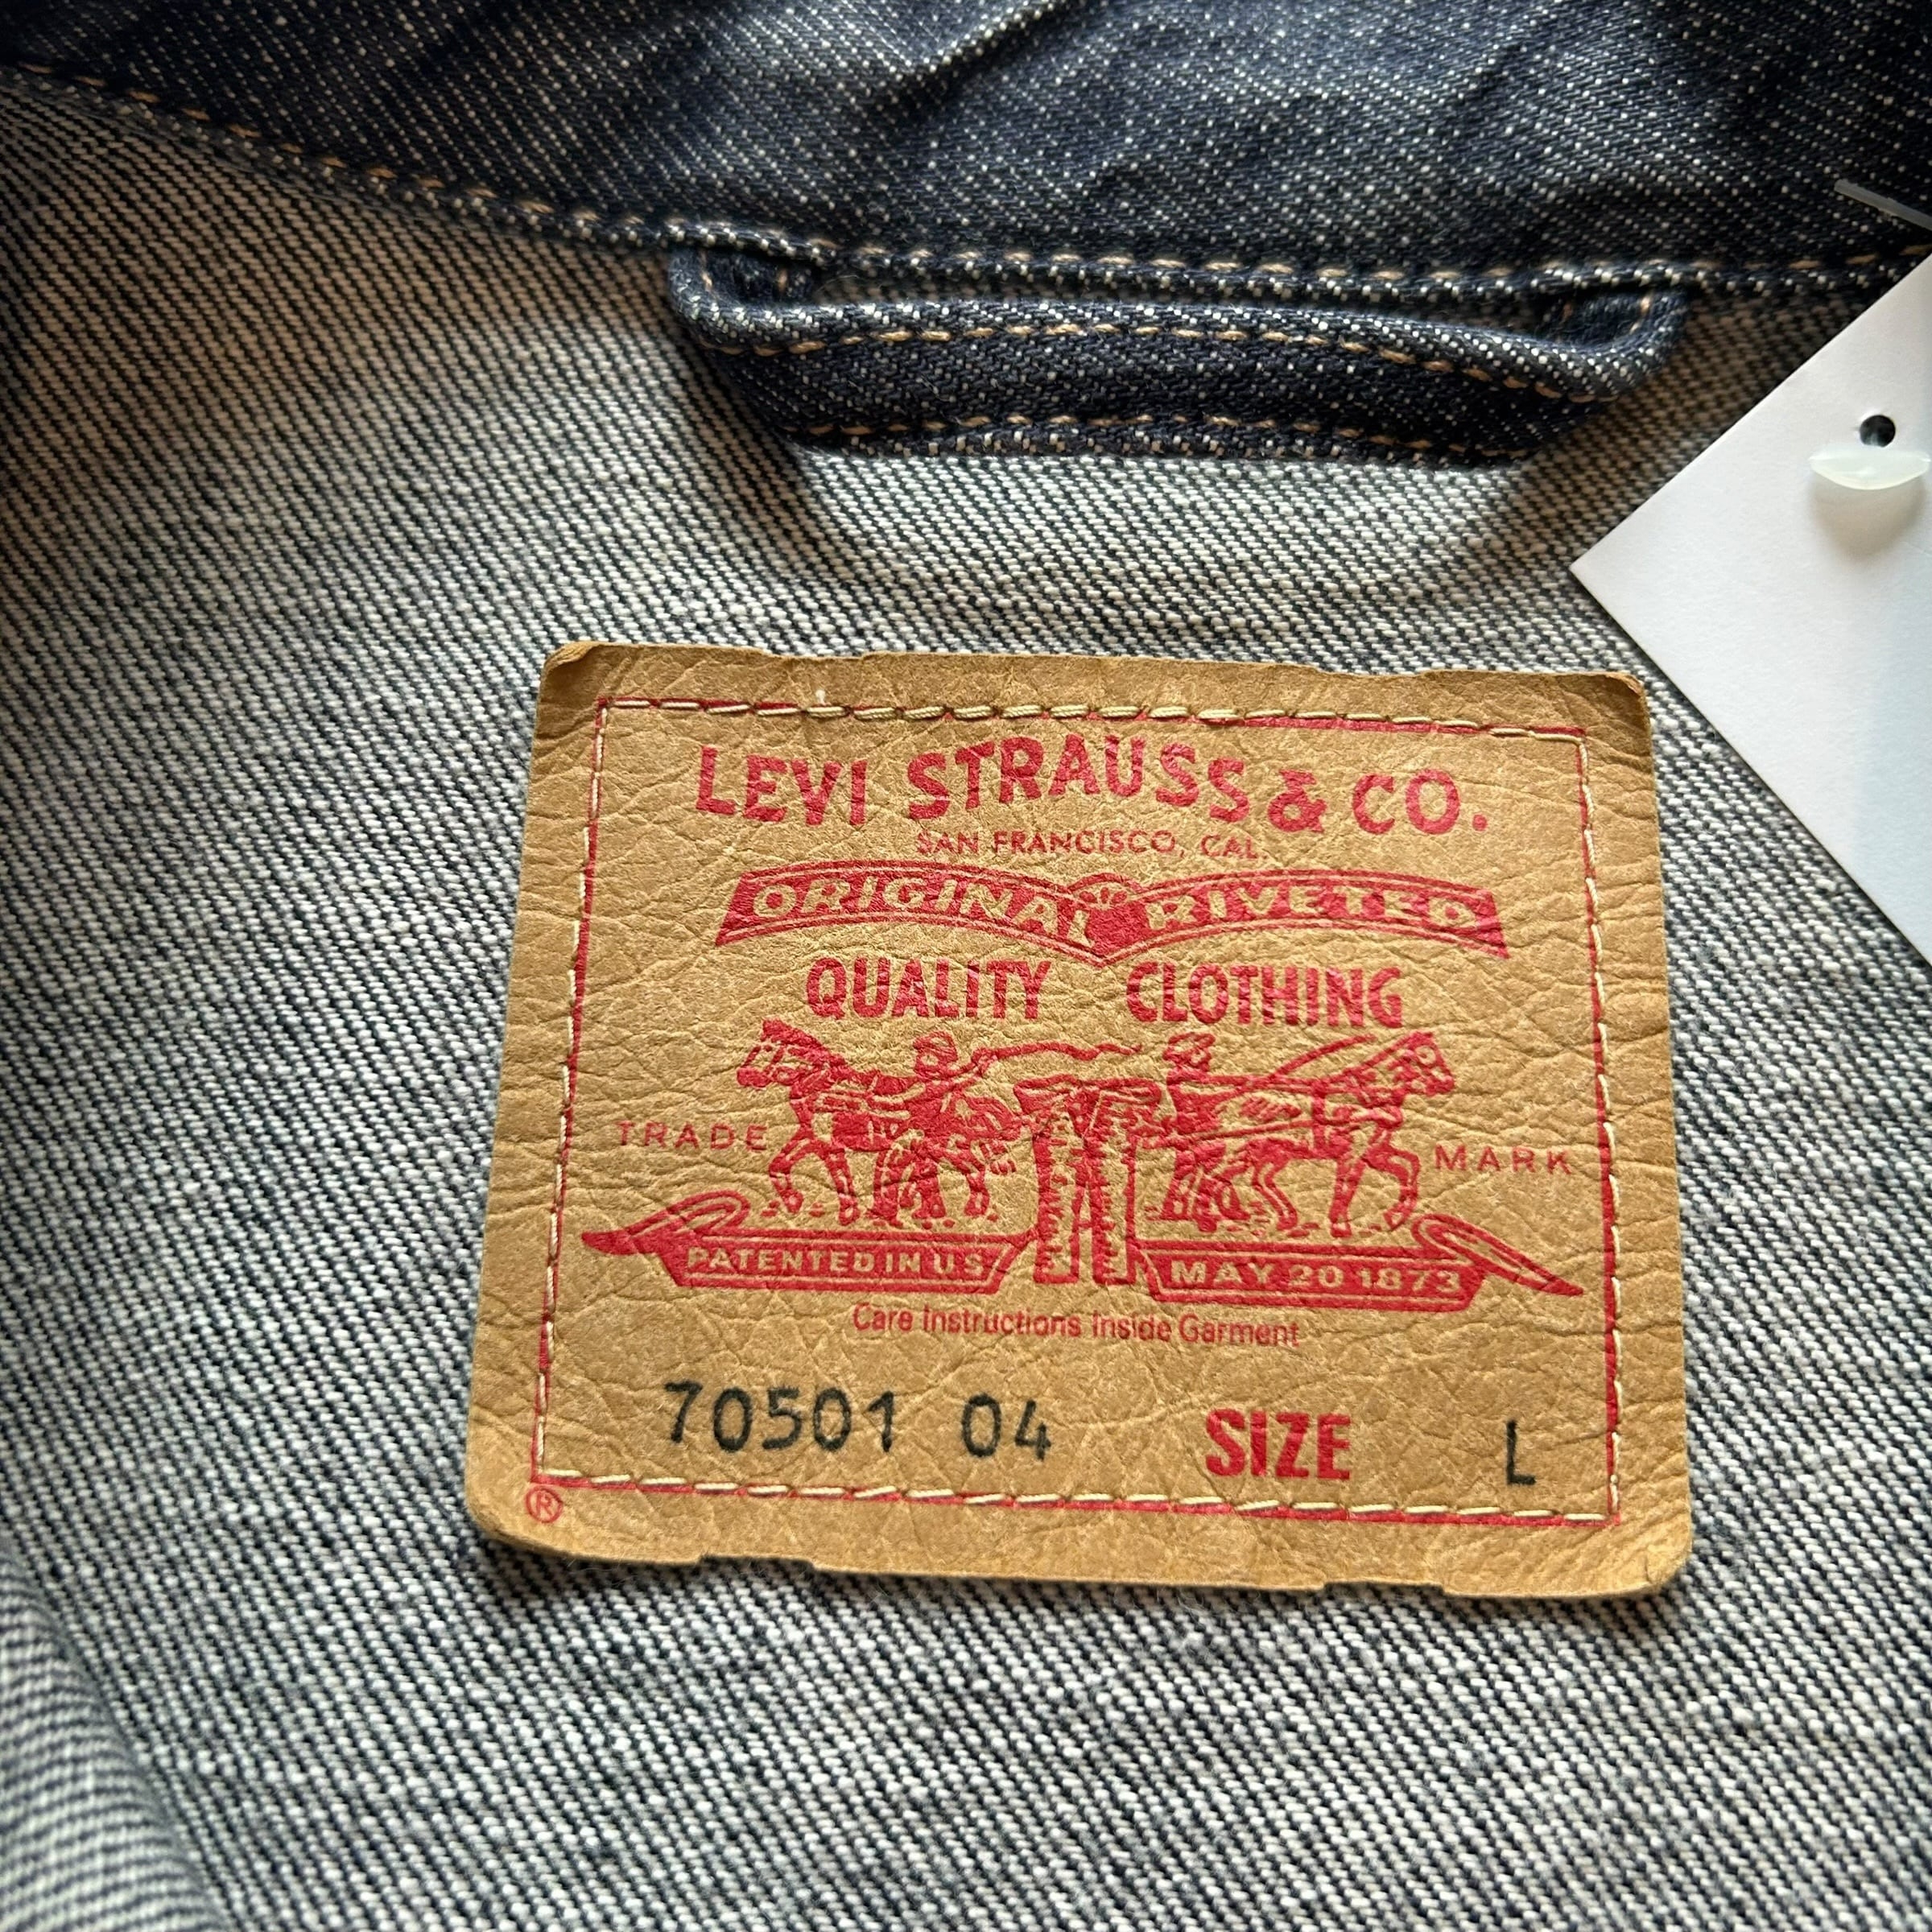 LEVI STRAUSS & CO.
SAN FRANCISCO, CAL.
ORIGINAL RIVETED
QUALITY CLOTHING
TRADE MARK
PATENTED IN US MAY 20 1873
Care Instructions Inside Garment
70501 04 SIZE L
®